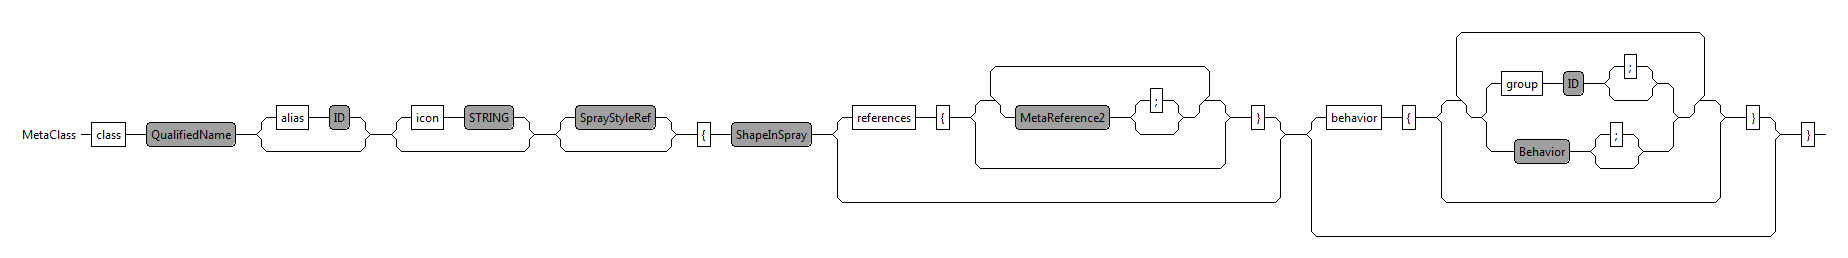 MetaClass class QualifiedName alias ID icon STRING SprayStyleRef { ShapeInSpray references { MetaReference2 ; } behavior { group ID ; Behavior ; } }